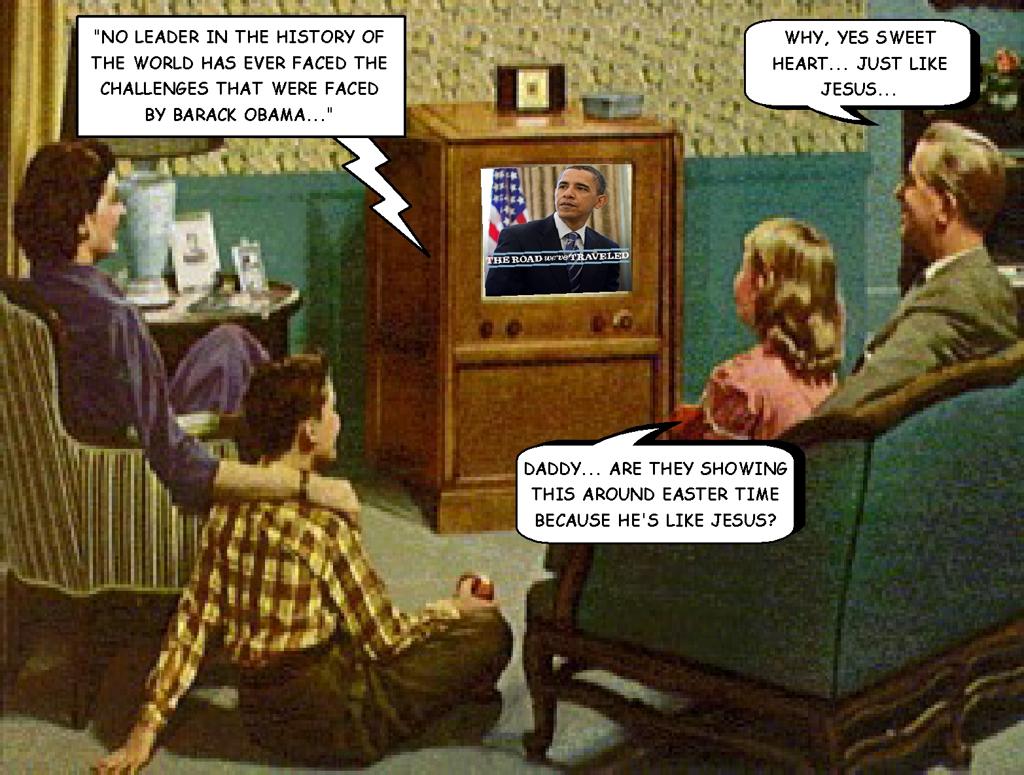 "NO LEADER IN THE HISTORY OF
THE WORLD HAS EVER FACED THE
CHALLENGES THAT WERE FACED
BY BARACK OBAMA..."
WHY, YES SWEET
HEART... JUST LIKE
JESUS...
THE ROAD we've TRAVELED
DADDY... ARE THEY SHOWING
THIS AROUND EASTER TIME
BECAUSE HE'S LIKE JESUS?